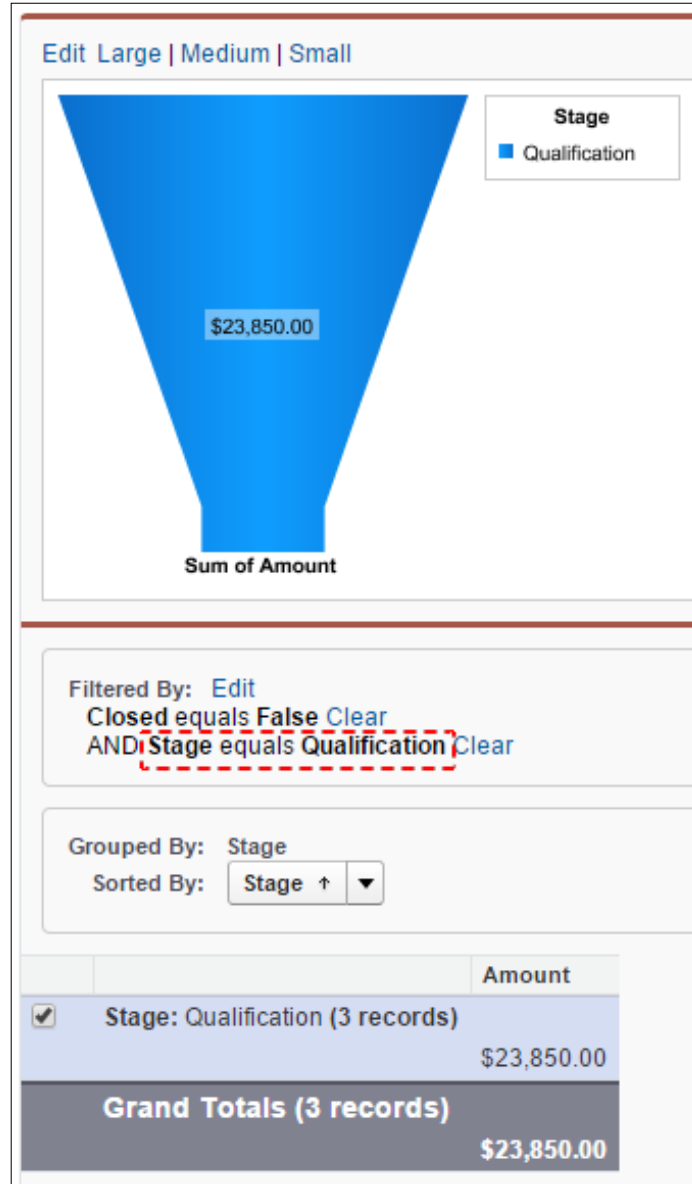 Edit Large | Medium | Small
Stage
Qualification
$23,850.00
Sum of Amount
Filtered By: Edit
Closed equals False Clear
AND Stage equals Qualification Clear
Grouped By: Stage
Sorted By: Stage ↑
Amount
Stage: Qualification (3 records)
$23,850.00
Grand Totals (3 records)
$23,850.00